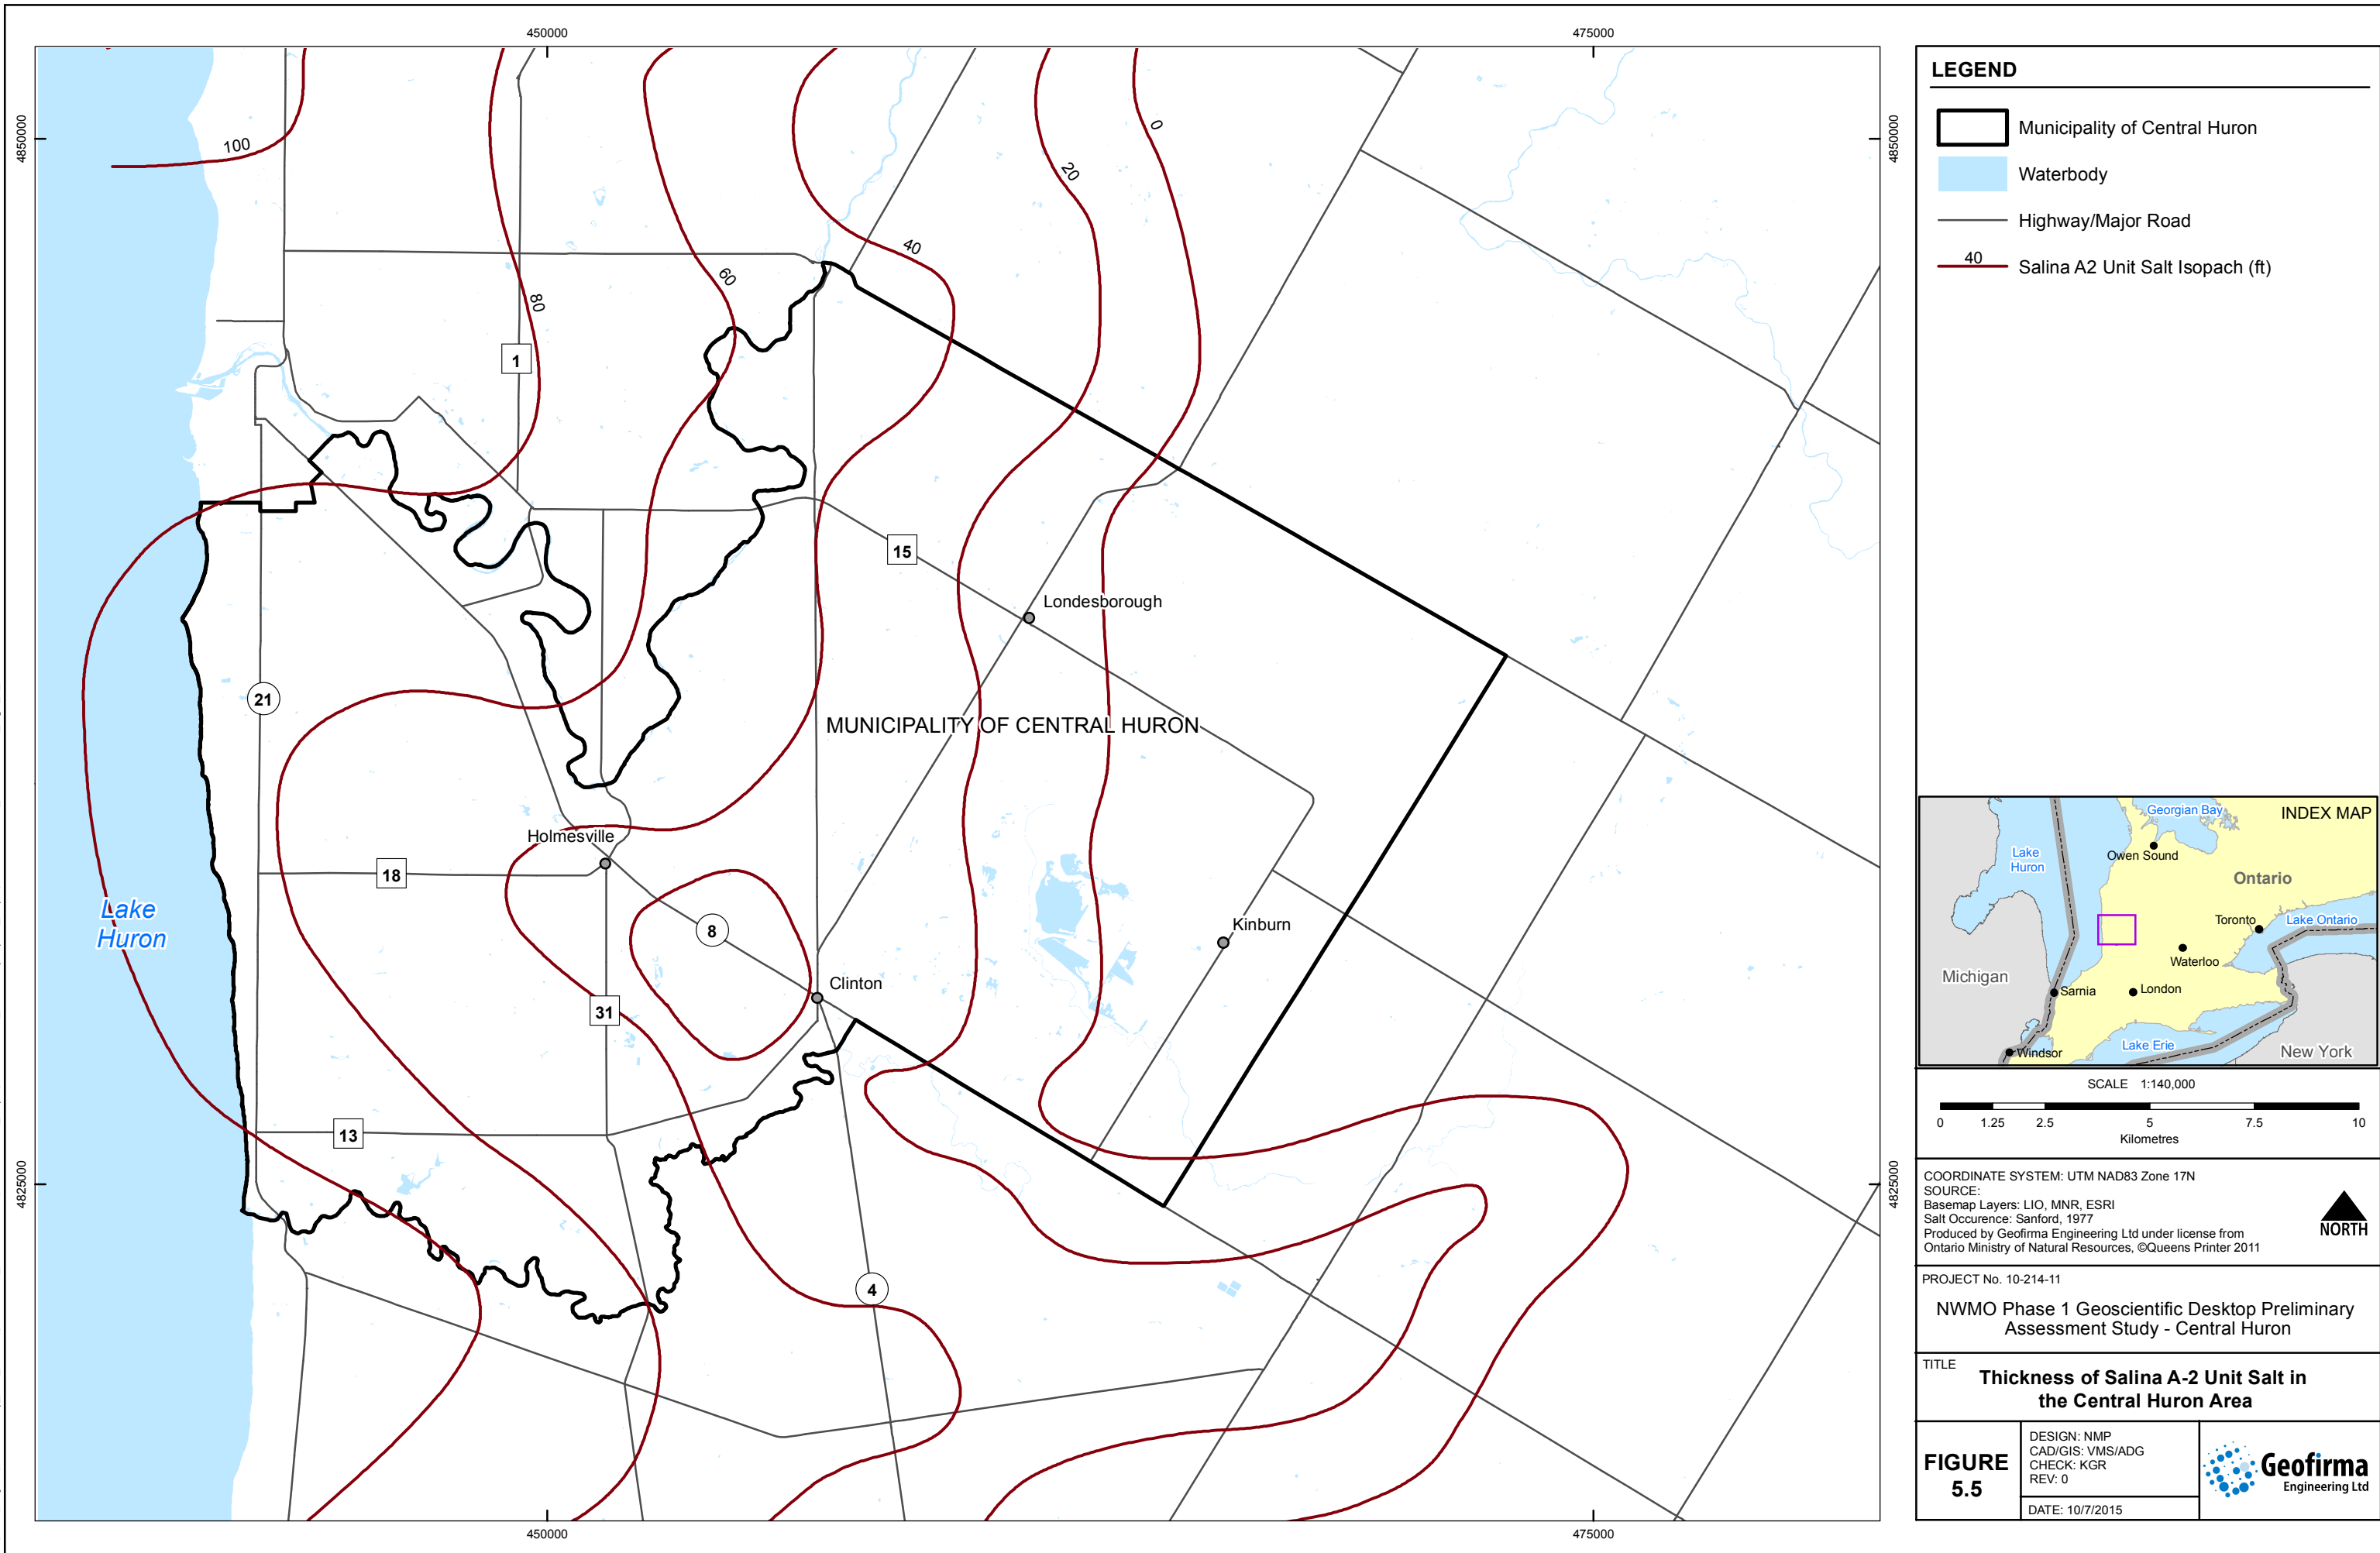 450000
475000
4850000
4850000
100
0
20
40
60
80
1
15
Londesborough
21
MUNICIPALITY OF CENTRAL HURON
Holmesville
18
Lake
Huron
8
Kinburn
Clinton
31
13
4825000
4825000
4
450000
475000
LEGEND
Municipality of Central Huron
Waterbody
Highway/Major Road
40
Salina A2 Unit Salt Isopach (ft)
INDEX MAP
Georgian Bay
Lake
Huron
Owen Sound
Ontario
Toronto
Lake Ontario
Waterloo
Michigan
Sarnia
London
Lake Erie
New York
Windsor
SCALE 1:140,000
0 1.25 2.5 5 7.5 10
Kilometres
COORDINATE SYSTEM: UTM NAD83 Zone 17N
SOURCE:
Basemap Layers: LIO, MNR, ESRI
Salt Occurence: Sanford, 1977
Produced by Geofirma Engineering Ltd under license from
Ontario Ministry of Natural Resources, ©Queens Printer 2011
NORTH
PROJECT No. 10-214-11
NWMO Phase 1 Geoscientific Desktop Preliminary
Assessment Study - Central Huron
TITLE
Thickness of Salina A-2 Unit Salt in
the Central Huron Area
FIGURE
5.5
DESIGN: NMP
CAD/GIS: VMS/ADG
CHECK: KGR
REV: 0
DATE: 10/7/2015
Geofirma
Engineering Ltd